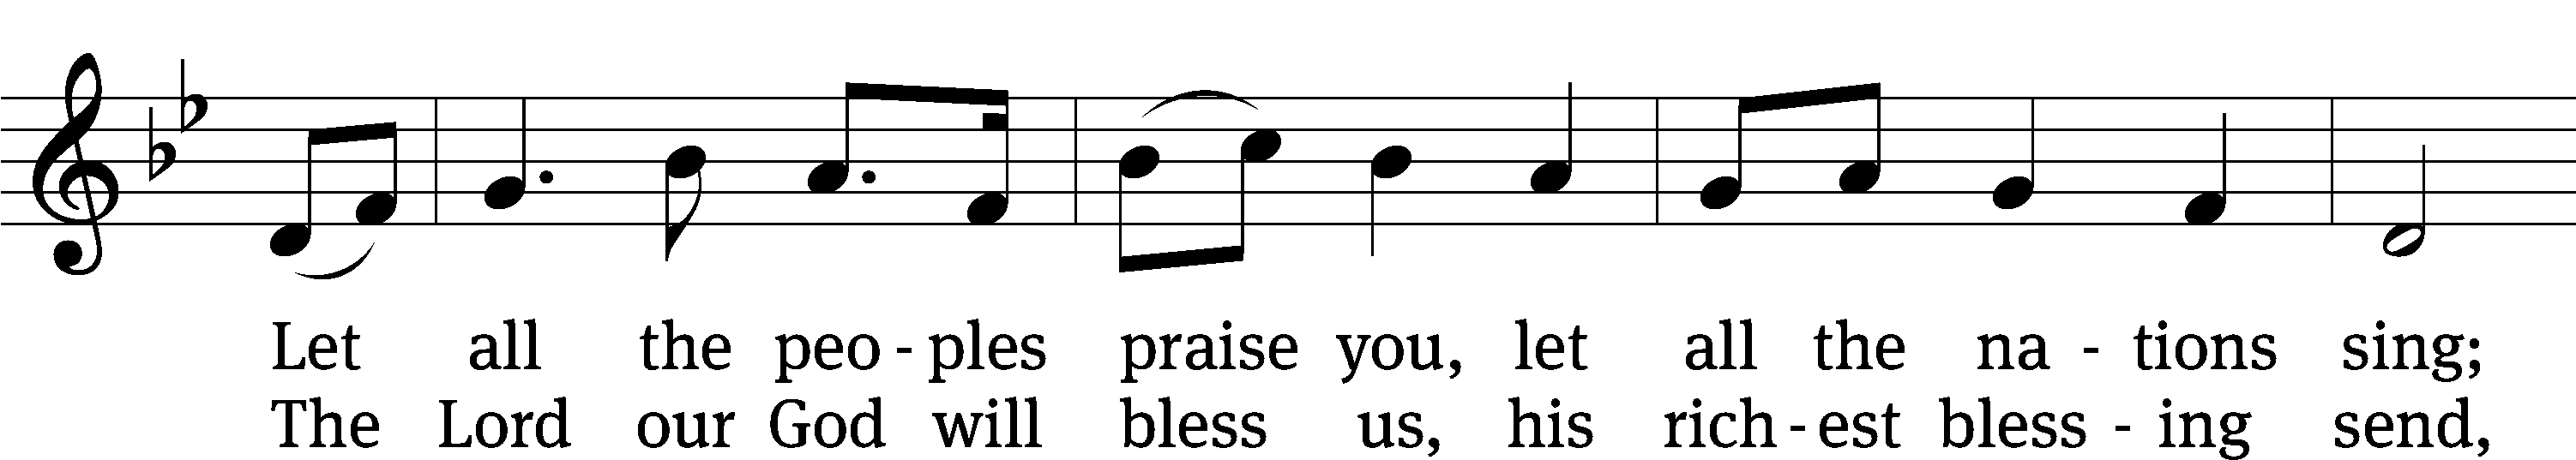 Let all the peo - ples praise you, let all the na - tions sing;
The Lord our God will bless us, his rich - est bless - ing send,